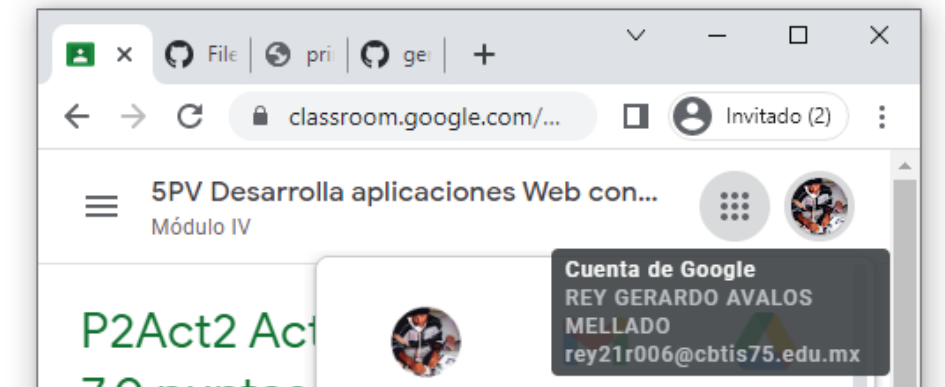 File
pri
ger
classroom.google.com/...
Invitado (2)
5PV Desarrolla aplicaciones Web con...
Módulo IV
Cuenta de Google
REY GERARDO AVALOS
MELLADO
rey21r006@cbtis75.edu.mx
P2Act2 Act